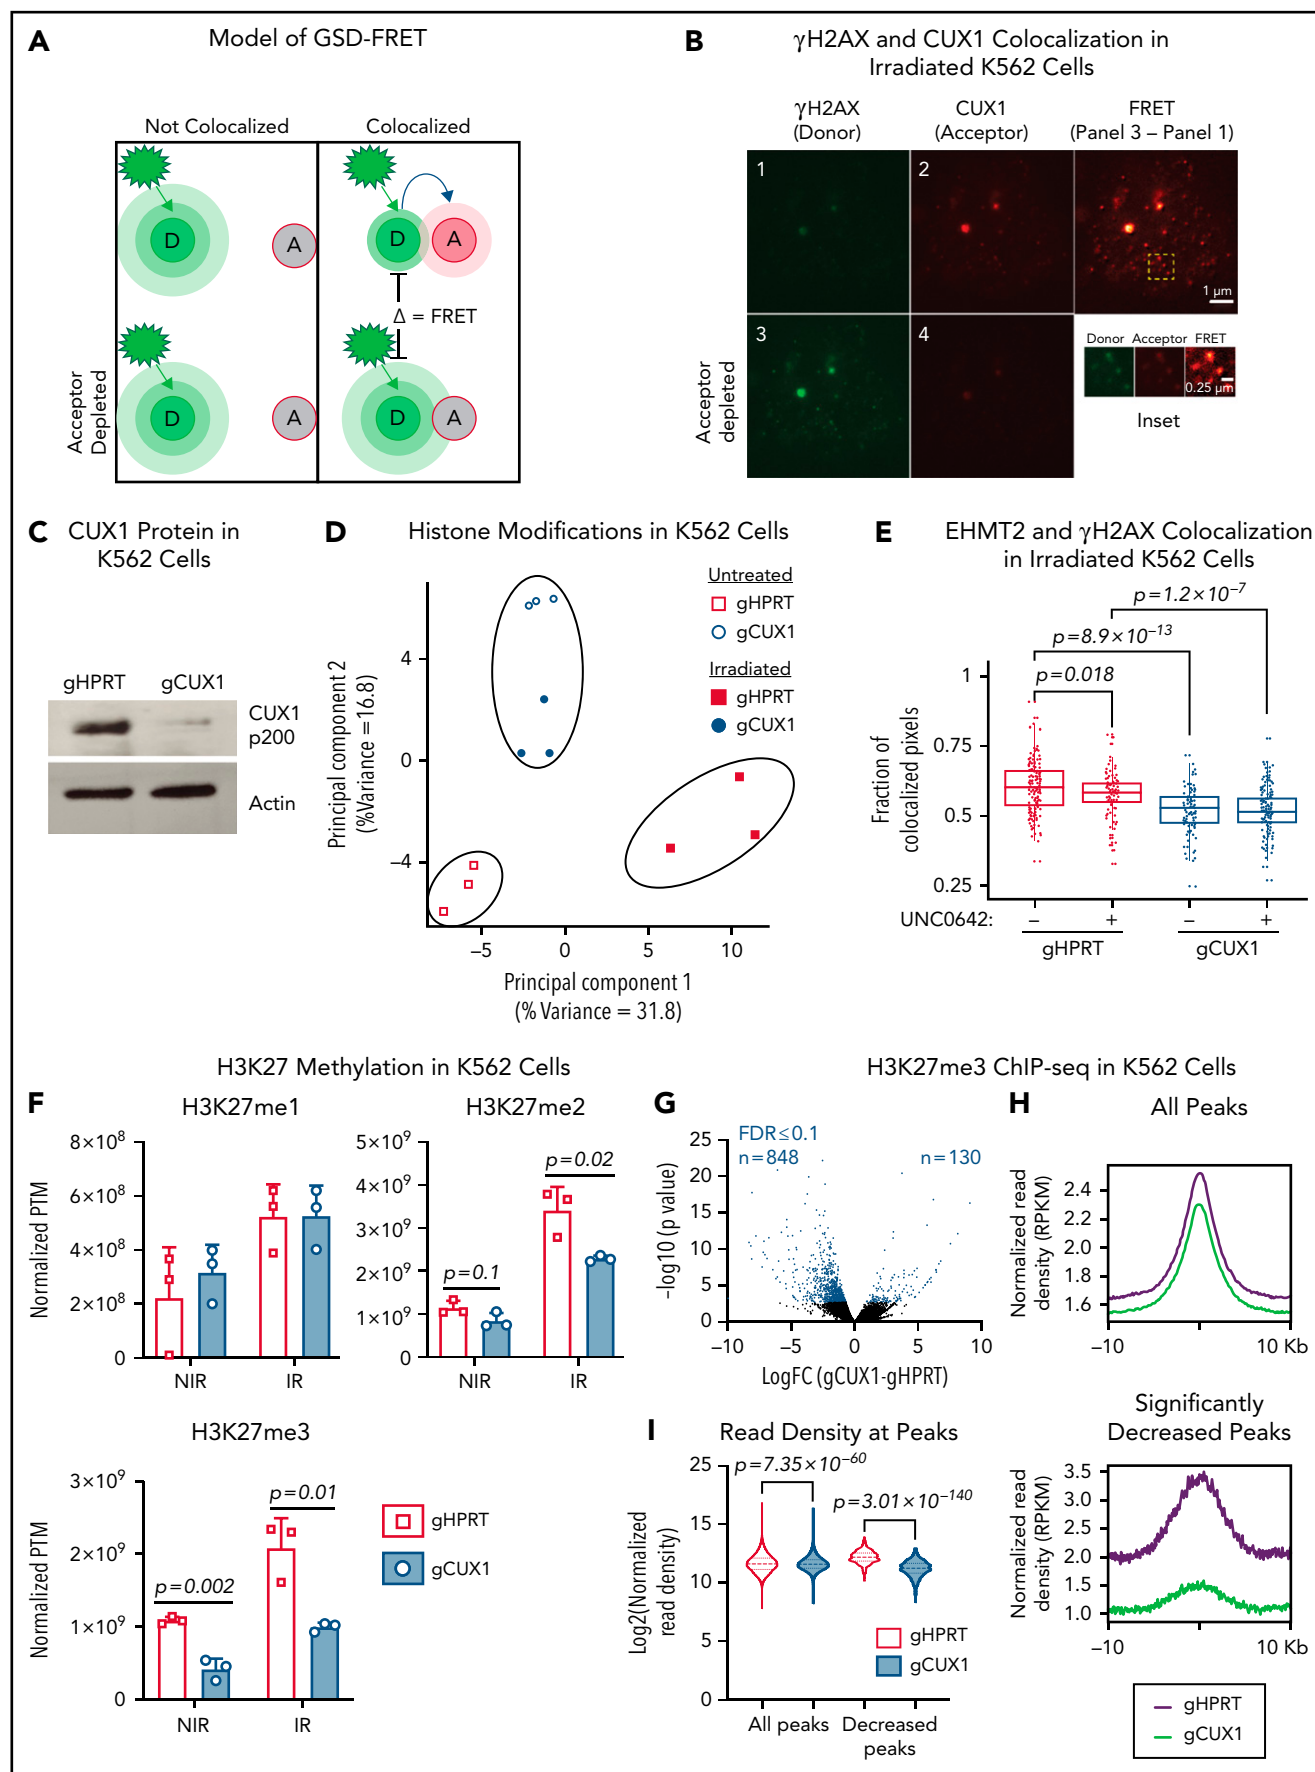 A
Model of GSD-FRET
Not Colocalized
Colocalized
D
A
D
A
Δ = FRET
Acceptor
Depleted
D
A
D
A
B
γH2AX and CUX1 Colocalization in
Irradiated K562 Cells
γH2AX
(Donor)
CUX1
(Acceptor)
FRET
(Panel 3 – Panel 1)
1
2
1 μm
Acceptor
depleted
3
4
Donor
Acceptor
FRET
0.25 μm
Inset
C
CUX1 Protein in
K562 Cells
gHPRT
gCUX1
CUX1
p200
Actin
D
Histone Modifications in K562 Cells
Untreated
gHPRT
gCUX1
Irradiated
gHPRT
gCUX1
Principal component 2
(%Variance = 16.8)
4
0
–4
–5
0
5
10
Principal component 1
(% Variance = 31.8)
E
EHMT2 and γH2AX Colocalization
in Irradiated K562 Cells
p=1.2×10–7
p=8.9×10–13
p=0.018
Fraction of
colocalized pixels
1
0.75
0.5
0.25
UNC0642:
–
+
–
+
gHPRT
gCUX1
H3K27 Methylation in K562 Cells
F
H3K27me1
Normalized PTM
8×108
6×108
4×108
2×108
0
NIR
IR
H3K27me2
5×109
4×109
3×109
2×109
1×109
0
p=0.1
p=0.02
NIR
IR
H3K27me3
Normalized PTM
3×109
2×109
1×109
0
p=0.002
p=0.01
NIR
IR
gHPRT
gCUX1
H3K27me3 ChIP-seq in K562 Cells
G
FDR≤0.1
n=848
n=130
–log10 (p value)
25
20
15
10
5
0
–10
–5
0
5
10
LogFC (gCUX1-gHPRT)
H
All Peaks
Normalized read
density (RPKM)
2.4
2.2
2.0
1.8
1.6
–10
10 Kb
Significantly
Decreased Peaks
Normalized read
density (RPKM)
3.5
3.0
2.5
2.0
1.5
1.0
–10
10 Kb
gHPRT
gCUX1
I
Read Density at Peaks
p=7.35×10–60
p=3.01×10–140
Log2(Normalized
read density)
25
15
10
5
0
gHPRT
gCUX1
All peaks
Decreased
peaks